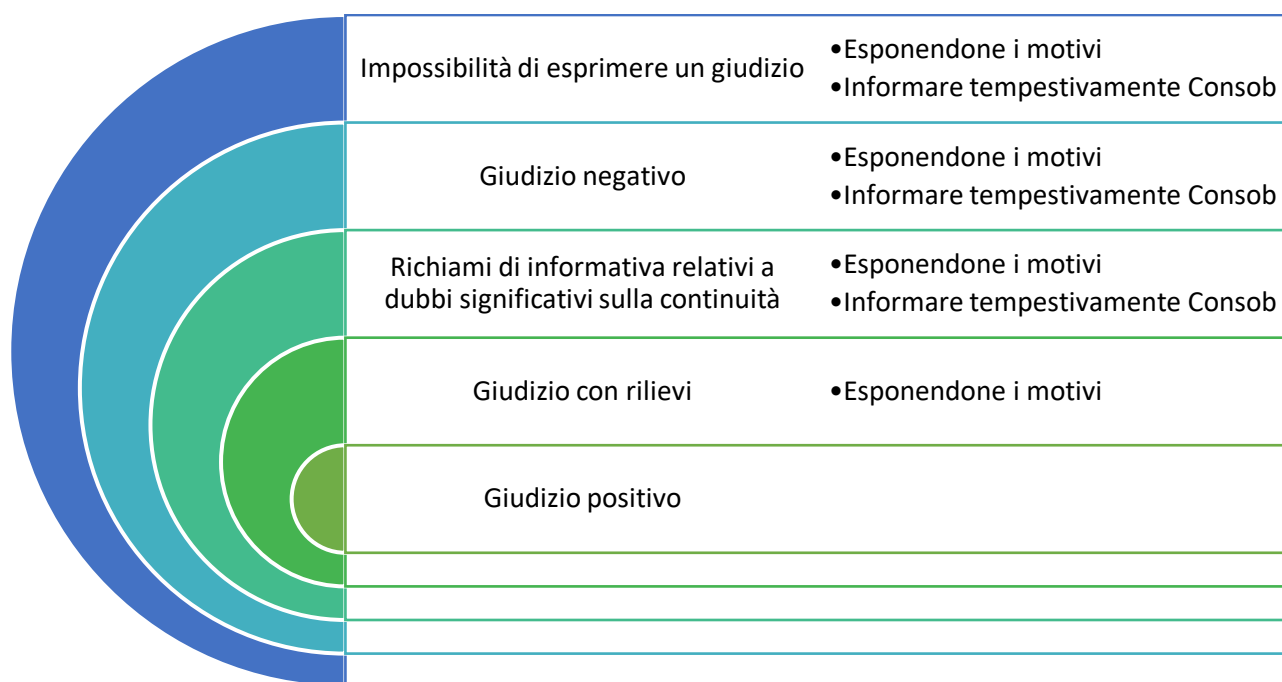 Impossibilità di esprimere un giudizio
•Esponendone i motivi
•Informare tempestivamente Consob
Giudizio negativo
•Esponendone i motivi
•Informare tempestivamente Consob
Richiami di informativa relativi a
dubbi significativi sulla continuità
•Esponendone i motivi
•Informare tempestivamente Consob
Giudizio con rilievi
•Esponendone i motivi
Giudizio positivo